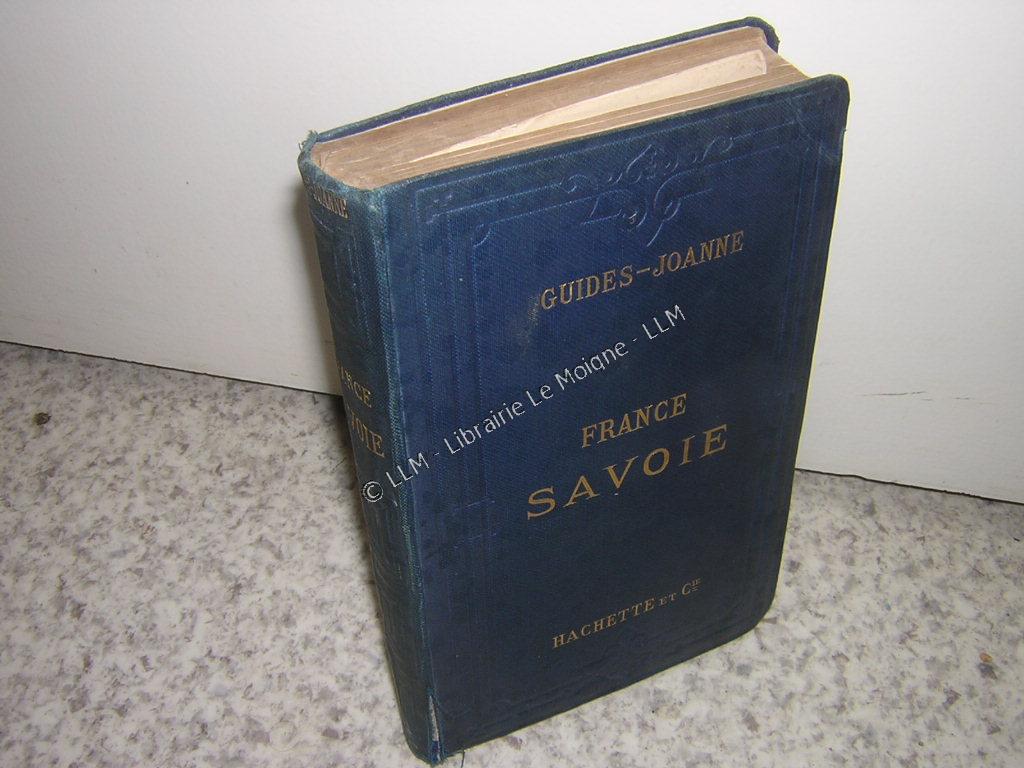 GUIDES-JOANNE
FRANCE
SAVOIE
HACHETTE ET CIE
© LLM - Librairie Le Moigne - LLM